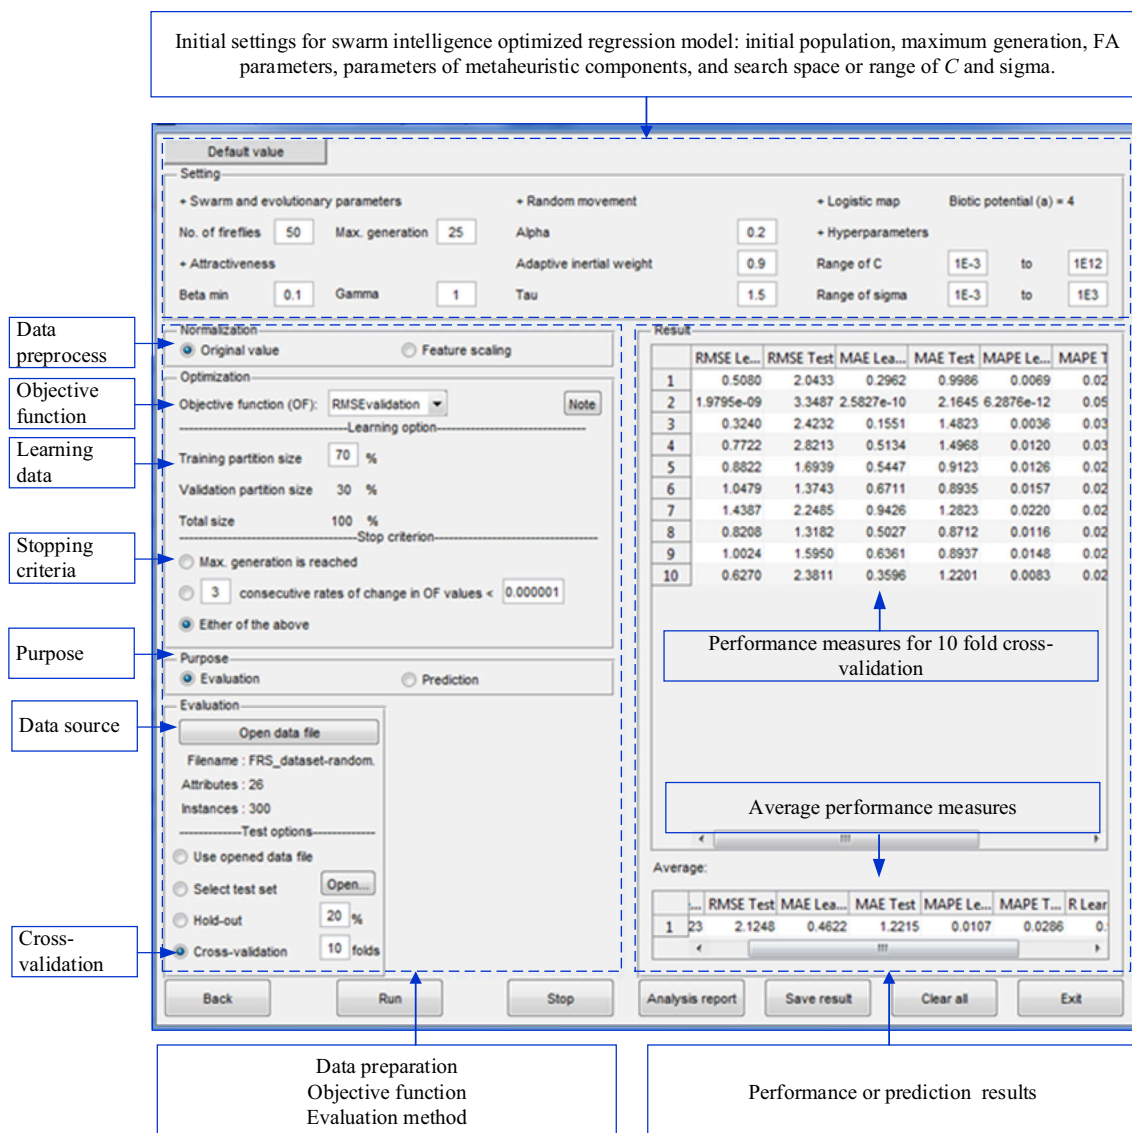 Initial settings for swarm intelligence optimized regression model: initial population, maximum generation, FA
parameters, parameters of metaheuristic components, and search space or range of C and sigma.
Default value
Setting
+ Swarm and evolutionary parameters
+ Random movement
+ Logistic map
Biotic potential (a) = 4
No. of fireflies 50 Max. generation 25
Alpha 0.2
+ Hyperparameters
+ Attractiveness
Adaptive inertial weight 0.9
Range of C 1E-3 to 1E12
Beta min 0.1 Gamma 1
Tau 1.5
Range of sigma 1E-3 to 1E3
Data
preprocess
Normalization
Original value
Feature scaling
Objective
function
Optimization
Objective function (OF): RMSEvalidation Note
Learning option
Learning
data
Training partition size 70 %
Validation partition size 30 %
Total size 100 %
Stop criterion
Stopping
criteria
Max. generation is reached
3 consecutive rates of change in OF values < 0.000001
Either of the above
Purpose
Purpose
Evaluation
Prediction
Data source
Evaluation
Open data file
Filename : FRS_dataset-random.
Attributes : 26
Instances : 300
Test options
Use opened data file
Select test set Open...
Hold-out 20 %
Cross-validation 10 folds
Cross-
validation
Result
RMSE Le... RMSE Test MAE Lea... MAE Test MAPE Le... MAPE T
1 0.5080 2.0433 0.2962 0.9986 0.0069 0.02
2 1.9795e-09 3.3487 2.5827e-10 2.1645 6.2876e-12 0.05
3 0.3240 2.4232 0.1551 1.4823 0.0036 0.03
4 0.7722 2.8213 0.5134 1.4968 0.0120 0.03
5 0.8822 1.6939 0.5447 0.9123 0.0126 0.02
6 1.0479 1.3743 0.6711 0.8935 0.0157 0.02
7 1.4387 2.2485 0.9426 1.2823 0.0220 0.02
8 0.8208 1.3182 0.5027 0.8712 0.0116 0.02
9 1.0024 1.5950 0.6361 0.8937 0.0148 0.02
10 0.6270 2.3811 0.3596 1.2201 0.0083 0.02
Performance measures for 10 fold cross-
validation
Average performance measures
Average:
:... RMSE Test MAE Lea... MAE Test MAPE Le... MAPE T... R Lear
1 23 2.1248 0.4622 1.2215 0.0107 0.0286 0.
Back Run Stop Analysis report Save result Clear all Exit
Data preparation
Objective function
Evaluation method
Performance or prediction results